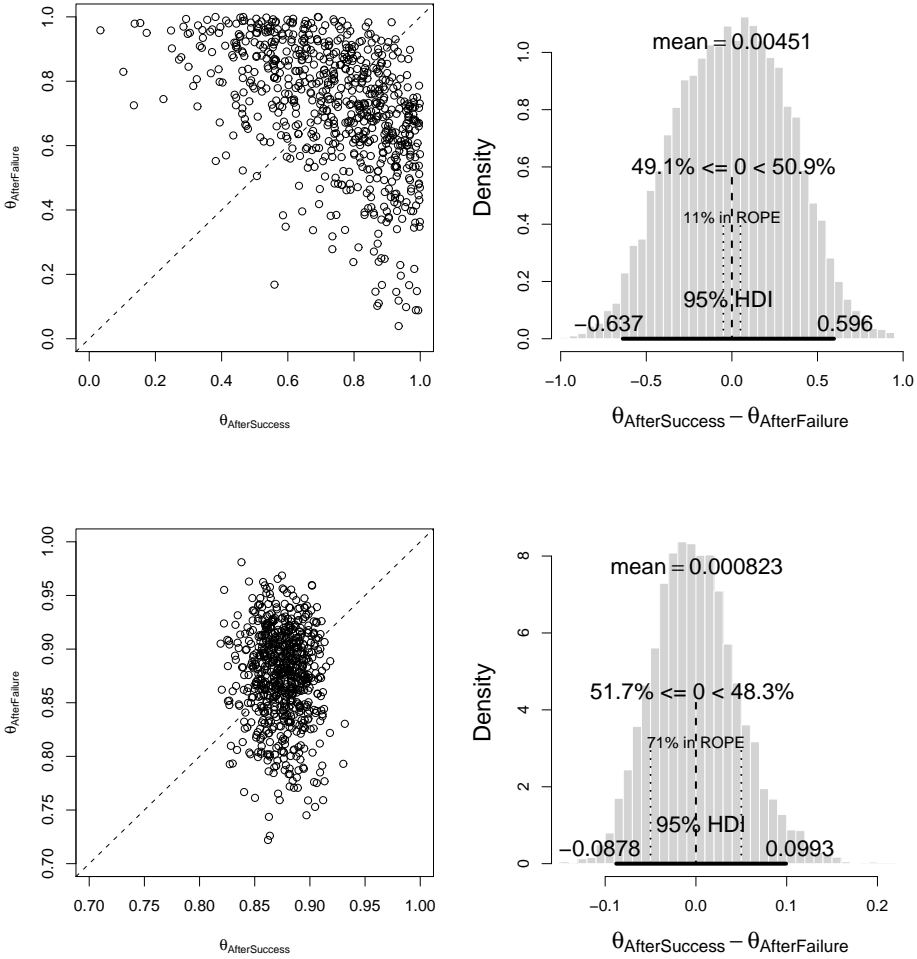 θAfterFailure
0.0 0.2 0.4 0.6 0.8 1.0
0.0 0.2 0.4 0.6 0.8 1.0
θAfterSuccess
Density
0.0 0.2 0.4 0.6 0.8 1.0
mean = 0.00451
49.1% <= 0 < 50.9%
11% in ROPE
95% HDI
−0.637 0.596
−1.0 −0.5 0.0 0.5 1.0
θAfterSuccess − θAfterFailure
θAfterFailure
0.70 0.75 0.80 0.85 0.90 0.95 1.00
0.70 0.75 0.80 0.85 0.90 0.95 1.00
θAfterSuccess
Density
0 2 4 6 8
mean = 0.000823
51.7% <= 0 < 48.3%
71% in ROPE
95% HDI
−0.0878 0.0993
−0.1 0.0 0.1 0.2
θAfterSuccess − θAfterFailure